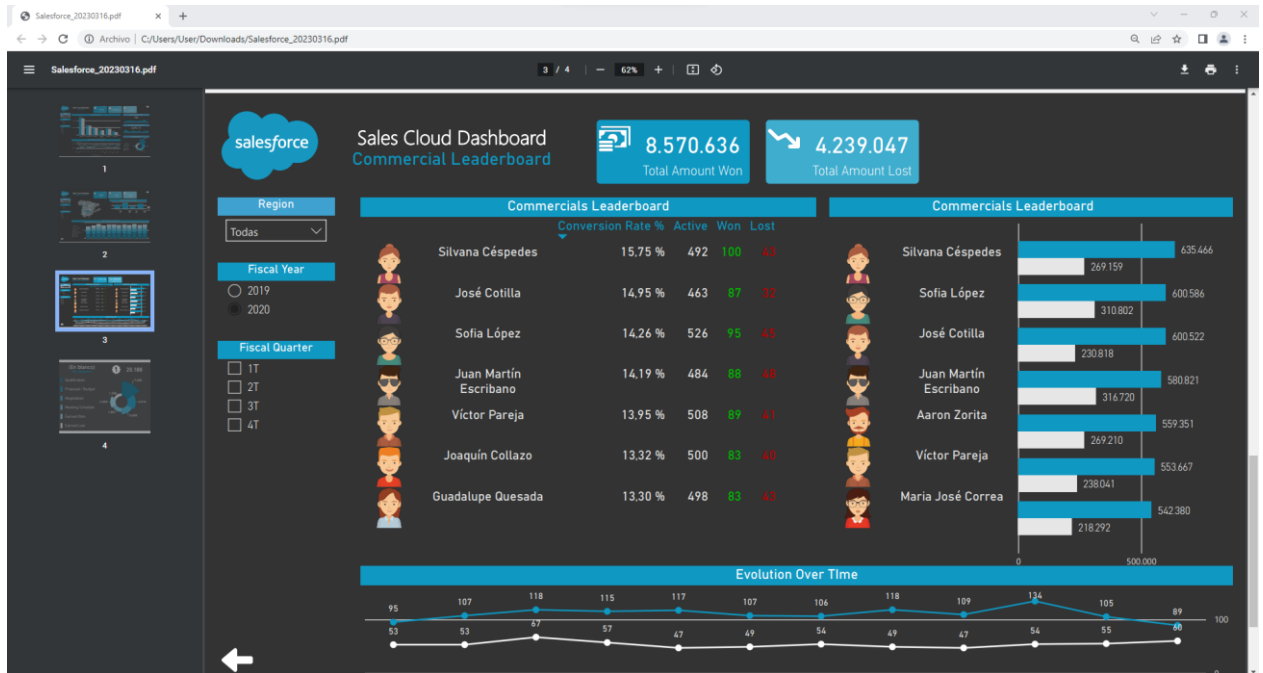 Salesforce_20230316.pdf
Archivo | C:/Users/User/Downloads/Salesforce_20230316.pdf
Salesforce_20230316.pdf 3 / 4 62%
1
2
3
4
salesforce
Sales Cloud Dashboard
Commercial Leaderboard
8.570.636
Total Amount Won
4.239.047
Total Amount Lost
Region
Todas
Fiscal Year
2019
2020
Fiscal Quarter
1T
2T
3T
4T
Commercials Leaderboard
Conversion Rate % Active Won Lost
Silvana Céspedes 15,75 % 492 100
José Cotilla 14,95 % 463 87
Sofia López 14,26 % 526 95
Juan Martín
Escribano 14,19 % 484 88
Víctor Pareja 13,95 % 508 89
Joaquín Collazo 13,32 % 500 83
Guadalupe Quesada 13,30 % 498 83
Commercials Leaderboard
Silvana Céspedes 635.466
269.159
Sofia López 600.586
310.802
José Cotilla 600.522
230.818
Juan Martín
Escribano 580.821
316.720
Aaron Zorita 559.351
269.210
Víctor Pareja 553.667
238.041
Maria José Correa 542.380
218.292
0 500.000
Evolution Over TIme
95 107 118 115 117 107 106 118 109 134 105 89
100
53 53 67 57 47 49 54 49 47 54 55 60